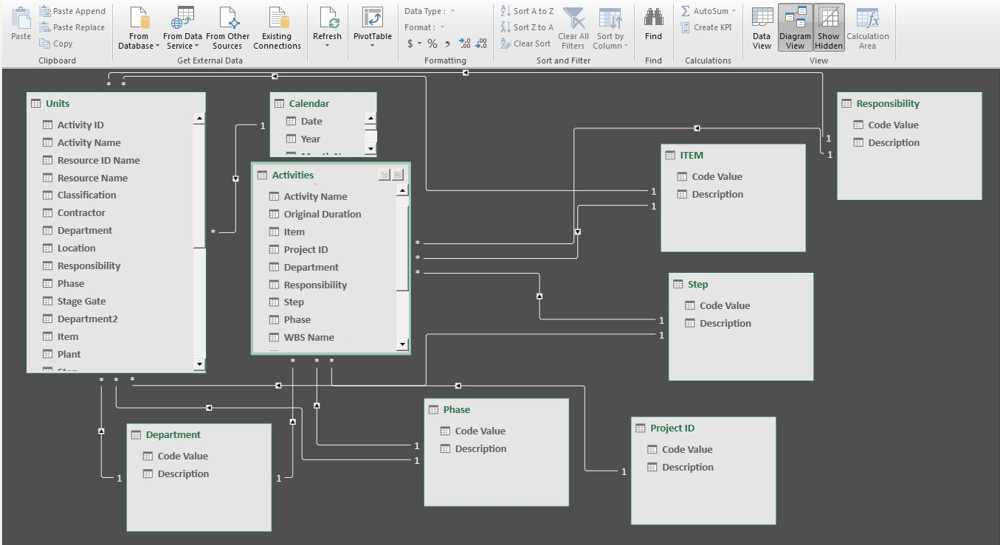 Paste
Paste Append
Paste Replace
Copy
Clipboard
From Database
From Data Service
From Other Sources
Existing Connections
Get External Data
Refresh
PivotTable
Data Type :
Format :
$ % , .00 .00
Formatting
Sort A to Z
Sort Z to A
Clear Sort
Clear All Filters
Sort by Column
Sort and Filter
Find
Find
AutoSum
Create KPI
Calculations
Data View
Diagram View
Show Hidden
Calculation Area
View
* *
Units
Activity ID
Activity Name
Resource ID Name
Resource Name
Classification
Contractor
Department
Location
Responsibility
Phase
Stage Gate
Department2
Item
Plant
1
*
Calendar
Date
Year
Activities
Activity Name
Original Duration
Item
Project ID
Department
Responsibility
Step
Phase
WBS Name
*
*
*
Responsibility
Code Value
Description
1
1
ITEM
Code Value
Description
1
1
Step
Code Value
Description
1
1
* * *
* * *
Department
Code Value
Description
1
1
Phase
Code Value
Description
1
1
Project ID
Code Value
Description
1